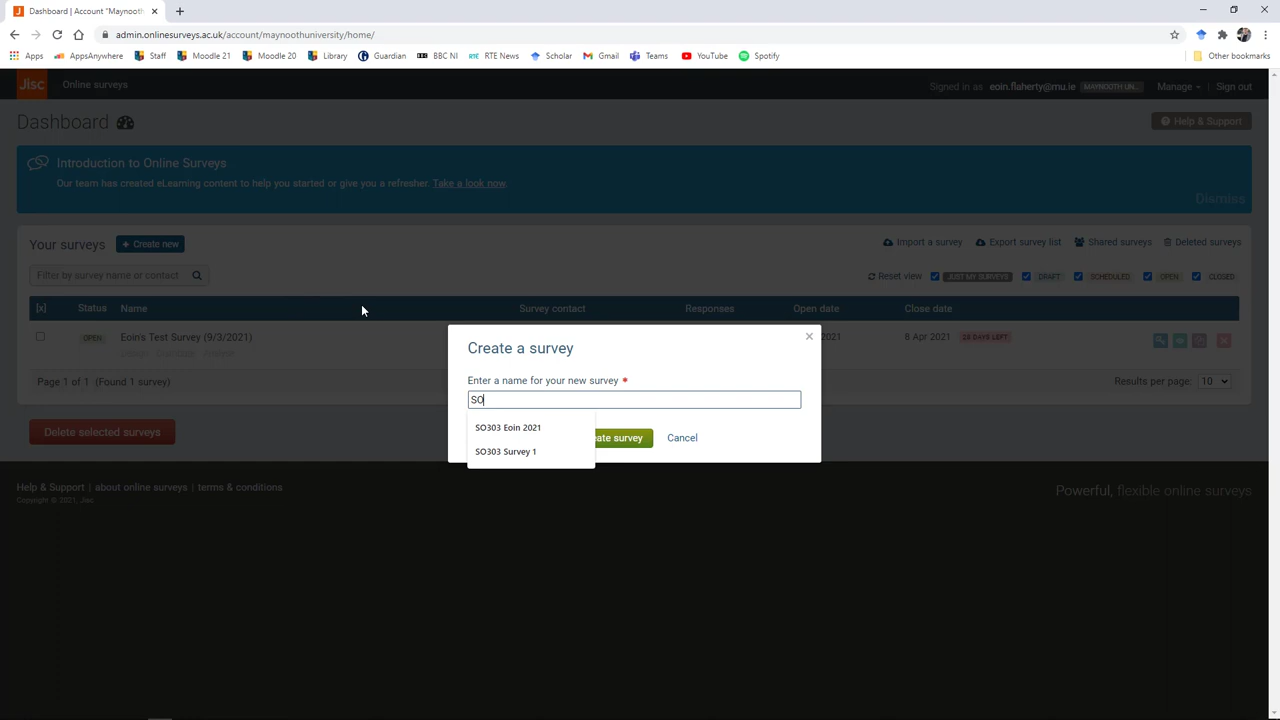 Dashboard | Account "Maynooth
admin.onlinesurveys.ac.uk/account/maynoothuniversity/home/
Apps AppsAnywhere Staff Moodle 21 Moodle 20 Library Guardian BBC NI RTE News Scholar Gmail Teams YouTube Spotify Other bookmarks
Jisc Online surveys Signed in as eoin.flaherty@mu.ie MAYNOOTH UN... Manage | Sign out
Dashboard Help & Support
Introduction to Online Surveys
Our team has created eLearning content to help you started or give you a refresher. Take a look now.
Dismiss
Your surveys + Create new Import a survey Export survey list Shared surveys Deleted surveys
Filter by survey name or contact Reset view JUST MY SURVEYS DRAFT SCHEDULED OPEN CLOSED
[x] Status Name Survey contact Responses Open date Close date
OPEN Eoin's Test Survey (9/3/2021) 2021 8 Apr 2021 28 DAYS LEFT
Design Distribute Preview
Page 1 of 1 (Found 1 survey) Results per page: 10
Delete selected surveys
Create a survey ×
Enter a name for your new survey *
SO
SO303 Eoin 2021
SO303 Survey 1
eate survey Cancel
Help & Support | about online surveys | terms & conditions
Copyright © 2021, Jisc
Powerful, flexible online surveys